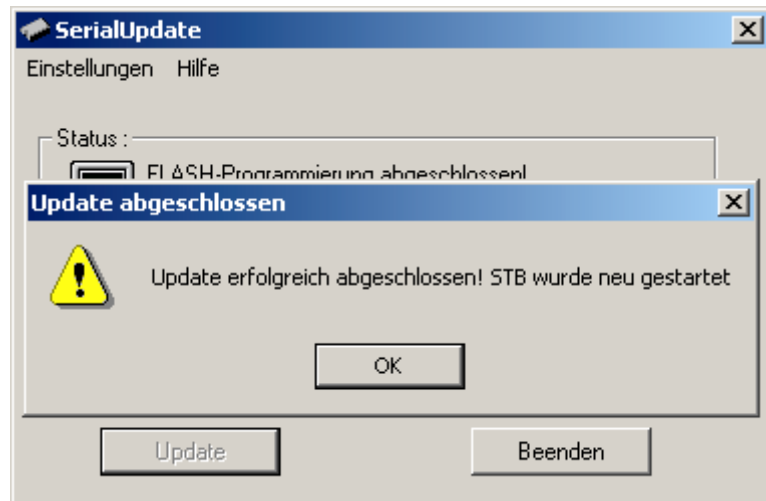 SerialUpdate
Einstellungen Hilfe
Status :
FLASH-Programmierung abgeschlossen!
Update abgeschlossen
Update erfolgreich abgeschlossen! STB wurde neu gestartet
OK
Update
Beenden